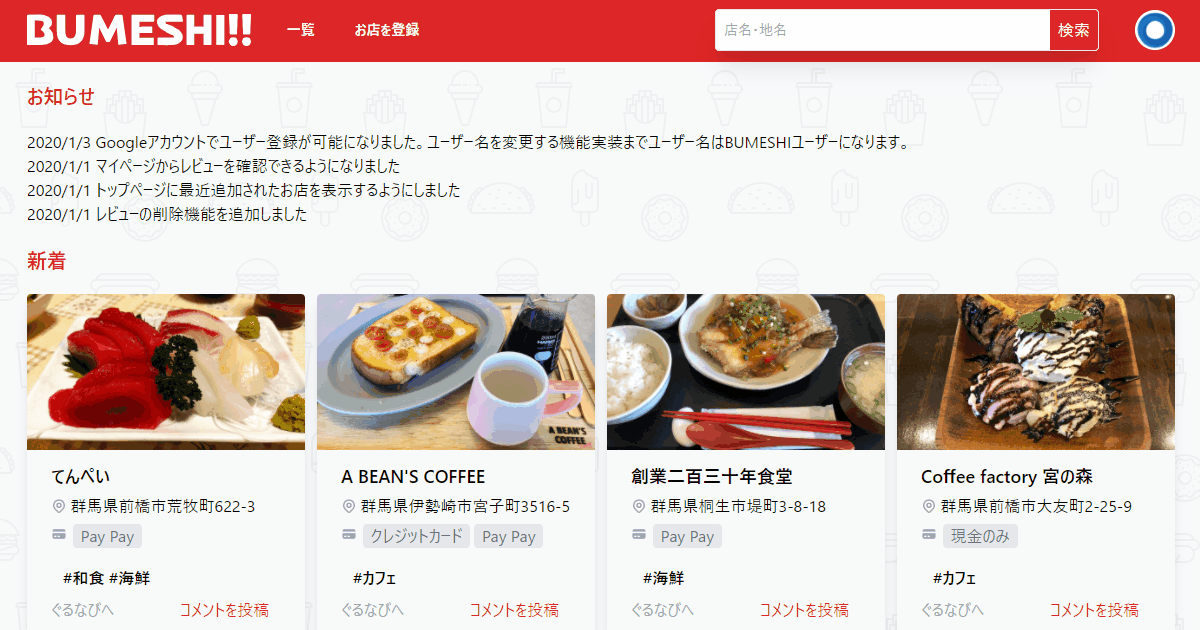 BUMESHI!! 一覧 お店を登録 店名・地名 検索
お知らせ
2020/1/3 Googleアカウントでユーザー登録が可能になりました。ユーザー名を変更する機能実装までユーザー名はBUMESHIユーザーになります。
2020/1/1 マイページからレビューを確認できるようになりました
2020/1/1 トップページに最近追加されたお店を表示するようにしました
2020/1/1 レビューの削除機能を追加しました
新着
A BEAN'S
COFFEE
てんぺい
群馬県前橋市荒牧町622-3
Pay Pay
#和食 #海鮮
ぐるなびへ コメントを投稿
A BEAN'S COFFEE
群馬県伊勢崎市宮子町3516-5
クレジットカード Pay Pay
#カフェ
ぐるなびへ コメントを投稿
創業二百三十年食堂
群馬県桐生市堤町3-8-18
Pay Pay
#海鮮
ぐるなびへ コメントを投稿
Coffee factory 宮の森
群馬県前橋市大友町2-25-9
現金のみ
#カフェ
ぐるなびへ コメントを投稿